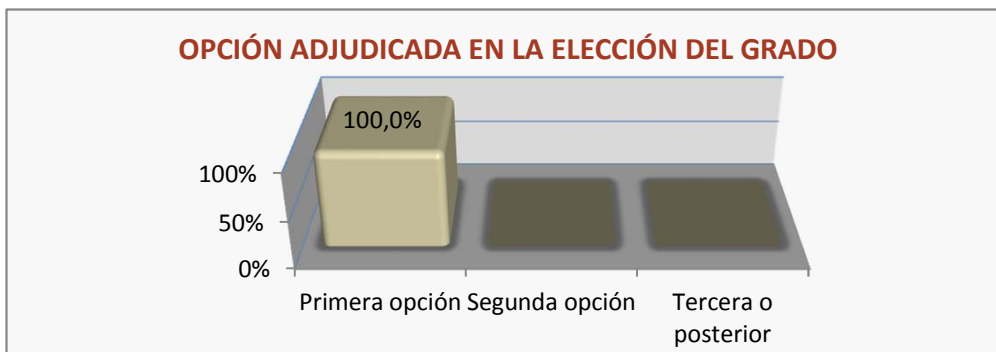 OPCIÓN ADJUDICADA EN LA ELECCIÓN DEL GRADO
100,0%
100%
50%
0%
Primera opción Segunda opción Tercera o
posterior